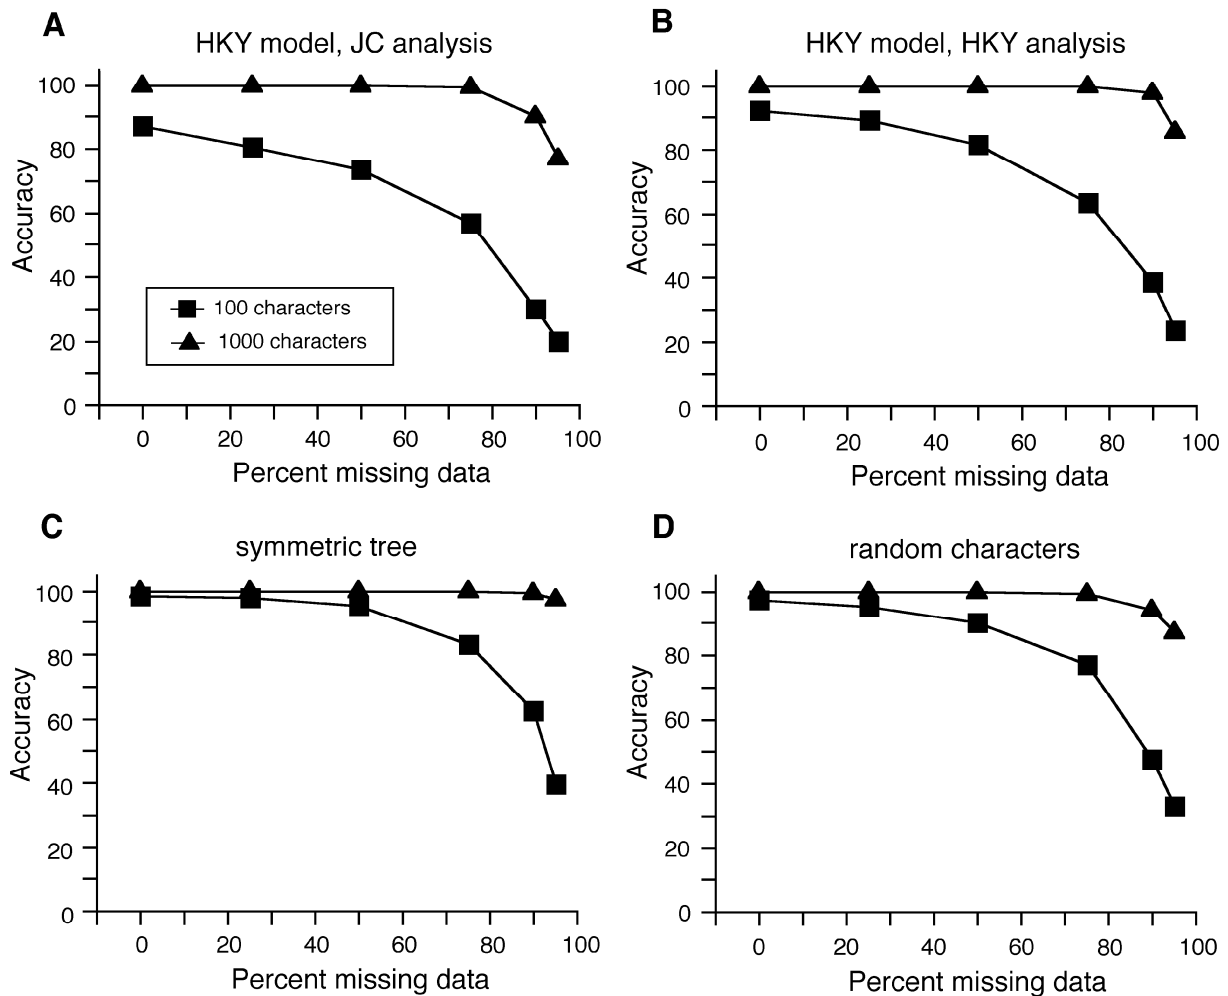 A
HKY model, JC analysis
100
80
60
40
20
0
Accuracy
100 characters
1000 characters
0 20 40 60 80 100
Percent missing data
B
HKY model, HKY analysis
100
80
60
40
20
0
Accuracy
0 20 40 60 80 100
Percent missing data
C
symmetric tree
100
80
60
40
20
0
Accuracy
0 20 40 60 80 100
Percent missing data
D
random characters
100
80
60
40
20
0
Accuracy
0 20 40 60 80 100
Percent missing data